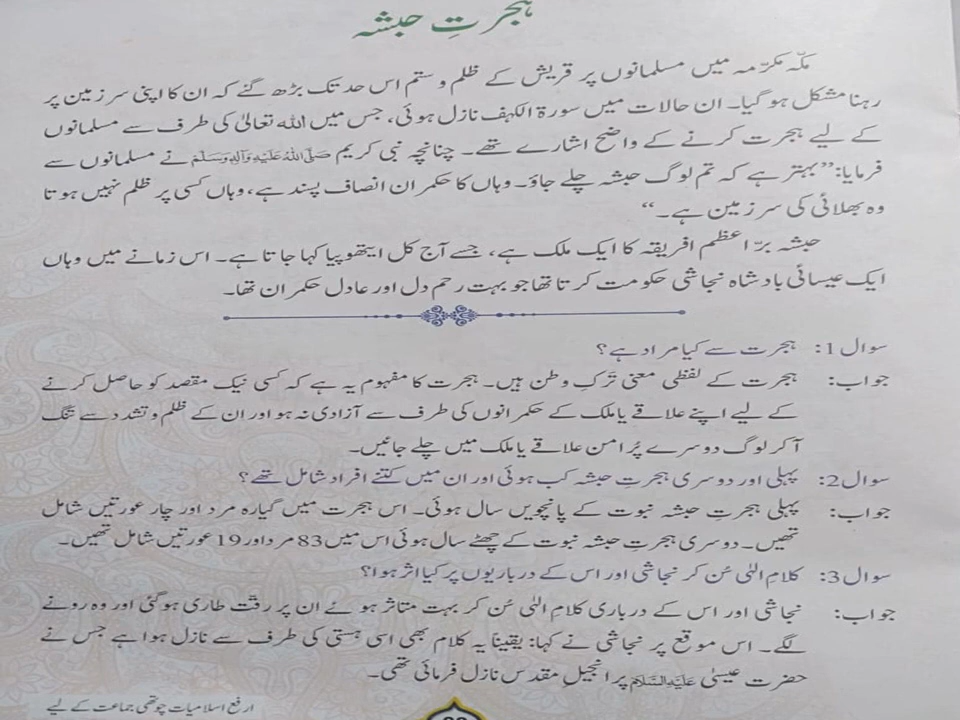 ہجرتِ حبشہ
مکّہ مکرّمہ میں مسلمانوں پر قریش کے ظلم و ستم اس حد تک بڑھ گئے کہ ان کا اپنی سرزمین پر
رہنا مشکل ہو گیا۔ ان حالات میں سورۃ الکہف نازل ہوئی، جس میں اللہ تعالیٰ کی طرف سے مسلمانوں
کے لیے ہجرت کرنے کے واضح اشارے تھے۔ چنانچہ نبی کریم صَلَّی اللہُ عَلَیْہِ وَآلِہٖ وَسَلَّمَ نے مسلمانوں سے
فرمایا: ”بہتر ہے کہ تم لوگ حبشہ چلے جاؤ۔ وہاں کا حکمران انصاف پسند ہے، وہاں کسی پر ظلم نہیں ہوتا
وہ بھلائی کی سرزمین ہے۔“
حبشہ برّاعظم افریقہ کا ایک ملک ہے، جسے آج کل ایتھوپیا کہا جاتا ہے۔ اس زمانے میں وہاں
ایک عیسائی بادشاہ نجاشی حکومت کرتا تھا جو بہت رحم دل اور عادل حکمران تھا۔
سوال 1: ہجرت سے کیا مراد ہے؟
جواب: ہجرت کے لفظی معنی ترکِ وطن ہیں۔ ہجرت کا مفہوم یہ ہے کہ کسی نیک مقصد کو حاصل کرنے
کے لیے اپنے علاقے یا ملک کے حکمرانوں کی طرف سے آزادی نہ ہو اور اِن کے ظلم و تشدد سے تنگ
آ کر لوگ دوسرے پُرامن علاقے یا ملک میں چلے جائیں۔
سوال 2: پہلی اور دوسری ہجرتِ حبشہ کب ہوئی اور ان میں کتنے افراد شامل تھے؟
جواب: پہلی ہجرتِ حبشہ نبوت کے پانچویں سال ہوئی۔ اس ہجرت میں گیارہ مرد اور چار عورتیں شامل
تھیں۔ دوسری ہجرتِ حبشہ نبوت کے چھٹے سال ہوئی اس میں 83 مرد اور 19 عورتیں شامل تھیں۔
سوال 3: کلامِ الٰہی سُن کر نجاشی اور اس کے درباریوں پر کیا اثر ہوا؟
جواب: نجاشی اور اس کے درباری کلامِ الٰہی سُن کر بہت متاثر ہوئے ان پر رقّت طاری ہوگئی اور وہ رونے
لگے۔ اس موقع پر نجاشی نے کہا: یقیناً یہ کلام بھی اسی ہستی کی طرف سے نازل ہوا ہے جس نے
حضرت عیسیٰ عَلَیْہِ السَّلَام پر انجیلِ مقدس نازل فرمائی تھی۔
ارفع اسلامیات چوتھی جماعت کے لیے